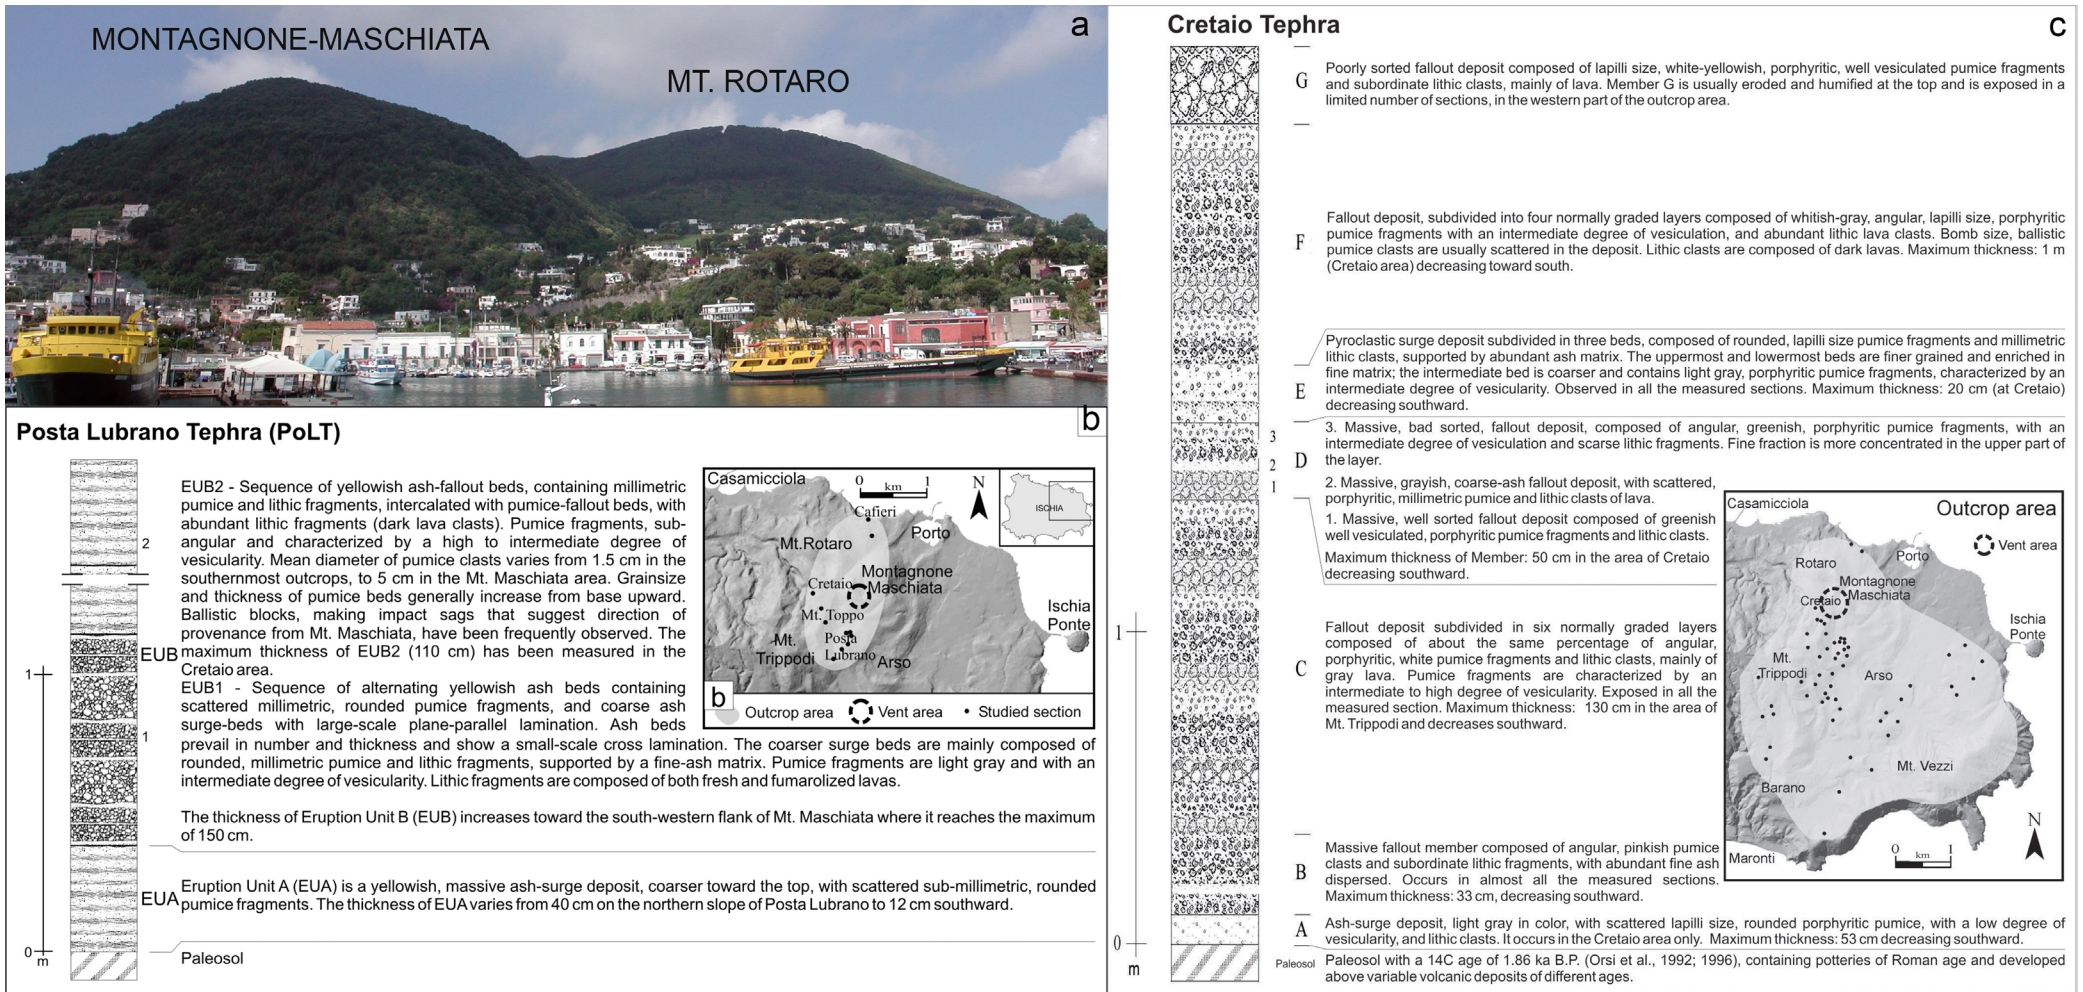 MONTAGNONE-MASCHIATA
MT. ROTARO
a
Posta Lubrano Tephra (PoLT)
b
2
EUB
1
1
EUA
0
m
EUB2 - Sequence of yellowish ash-fallout beds, containing millimetric
pumice and lithic fragments, intercalated with pumice-fallout beds, with
abundant lithic fragments (dark lava clasts). Pumice fragments, sub-
angular and characterized by a high to intermediate degree of
vesicularity. Mean diameter of pumice clasts varies from 1.5 cm in the
southernmost outcrops, to 5 cm in the Mt. Maschiata area. Grainsize
and thickness of pumice beds generally increase from base upward.
Ballistic blocks, making impact sags that suggest direction of
provenance from Mt. Maschiata, have been frequently observed. The
maximum thickness of EUB2 (110 cm) has been measured in the
Cretaio area.
EUB1 - Sequence of alternating yellowish ash beds containing
scattered millimetric, rounded pumice fragments, and coarse ash
surge-beds with large-scale plane-parallel lamination. Ash beds
prevail in number and thickness and show a small-scale cross lamination. The coarser surge beds are mainly composed of
rounded, millimetric pumice and lithic fragments, supported by a fine-ash matrix. Pumice fragments are light gray and with an
intermediate degree of vesicularity. Lithic fragments are composed of both fresh and fumarolized lavas.
The thickness of Eruption Unit B (EUB) increases toward the south-western flank of Mt. Maschiata where it reaches the maximum
of 150 cm.
Eruption Unit A (EUA) is a yellowish, massive ash-surge deposit, coarser toward the top, with scattered sub-millimetric, rounded
pumice fragments. The thickness of EUA varies from 40 cm on the northern slope of Posta Lubrano to 12 cm southward.
Paleosol
Casamicciola
0 1
km
N
ISCHIA
Cafieri
Porto
Mt.Rotaro
Montagnone
Maschiata
Cretaio
Mt. Toppo
Ischia
Ponte
Mt.
Trippodi
Posta
Lubrano
Arso
b
Outcrop area
Vent area
Studied section
Cretaio Tephra
c
G
Poorly sorted fallout deposit composed of lapilli size, white-yellowish, porphyritic, well vesiculated pumice fragments
and subordinate lithic clasts, mainly of lava. Member G is usually eroded and humified at the top and is exposed in a
limited number of sections, in the western part of the outcrop area.
F
Fallout deposit, subdivided into four normally graded layers composed of whitish-gray, angular, lapilli size, porphyritic
pumice fragments with an intermediate degree of vesiculation, and abundant lithic lava clasts. Bomb size, ballistic
pumice clasts are usually scattered in the deposit. Lithic clasts are composed of dark lavas. Maximum thickness: 1 m
(Cretaio area) decreasing toward south.
E
Pyroclastic surge deposit subdivided in three beds, composed of rounded, lapilli size pumice fragments and millimetric
lithic clasts, supported by abundant ash matrix. The uppermost and lowermost beds are finer grained and enriched in
fine matrix; the intermediate bed is coarser and contains light gray, porphyritic pumice fragments, characterized by an
intermediate degree of vesicularity. Observed in all the measured sections. Maximum thickness: 20 cm (at Cretaio)
decreasing southward.
3
2
1
D
3. Massive, bad sorted, fallout deposit, composed of angular, greenish, porphyritic pumice fragments, with an
intermediate degree of vesiculation and scarse lithic fragments. Fine fraction is more concentrated in the upper part of
the layer.
2. Massive, grayish, coarse-ash fallout deposit, with scattered,
porphyritic, millimetric pumice and lithic clasts of lava.
1. Massive, well sorted fallout deposit composed of greenish
well vesiculated, porphyritic pumice fragments and lithic clasts.
Maximum thickness of Member: 50 cm in the area of Cretaio
decreasing southward.
1
C
Fallout deposit subdivided in six normally graded layers
composed of about the same percentage of angular,
porphyritic, white pumice fragments and lithic clasts, mainly of
gray lava. Pumice fragments are characterized by an
intermediate to high degree of vesicularity. Exposed in all the
measured section. Maximum thickness: 130 cm in the area of
Mt. Trippodi and decreases southward.
B
Massive fallout member composed of angular, pinkish pumice
clasts and subordinate lithic fragments, with abundant fine ash
dispersed. Occurs in almost all the measured sections.
Maximum thickness: 33 cm, decreasing southward.
A
Ash-surge deposit, light gray in color, with scattered lapilli size, rounded porphyritic pumice, with a low degree of
vesicularity, and lithic clasts. It occurs in the Cretaio area only. Maximum thickness: 53 cm decreasing southward.
0
m
Paleosol
Paleosol with a 14C age of 1.86 ka B.P. (Orsi et al., 1992; 1996), containing potteries of Roman age and developed
above variable volcanic deposits of different ages.
Casamicciola
Outcrop area
Vent area
Rotaro
Porto
Montagnone
Maschiata
Cretaio
Ischia
Ponte
Mt.
Trippodi
Arso
Mt. Vezzi
Barano
Maronti
0 1
km
N